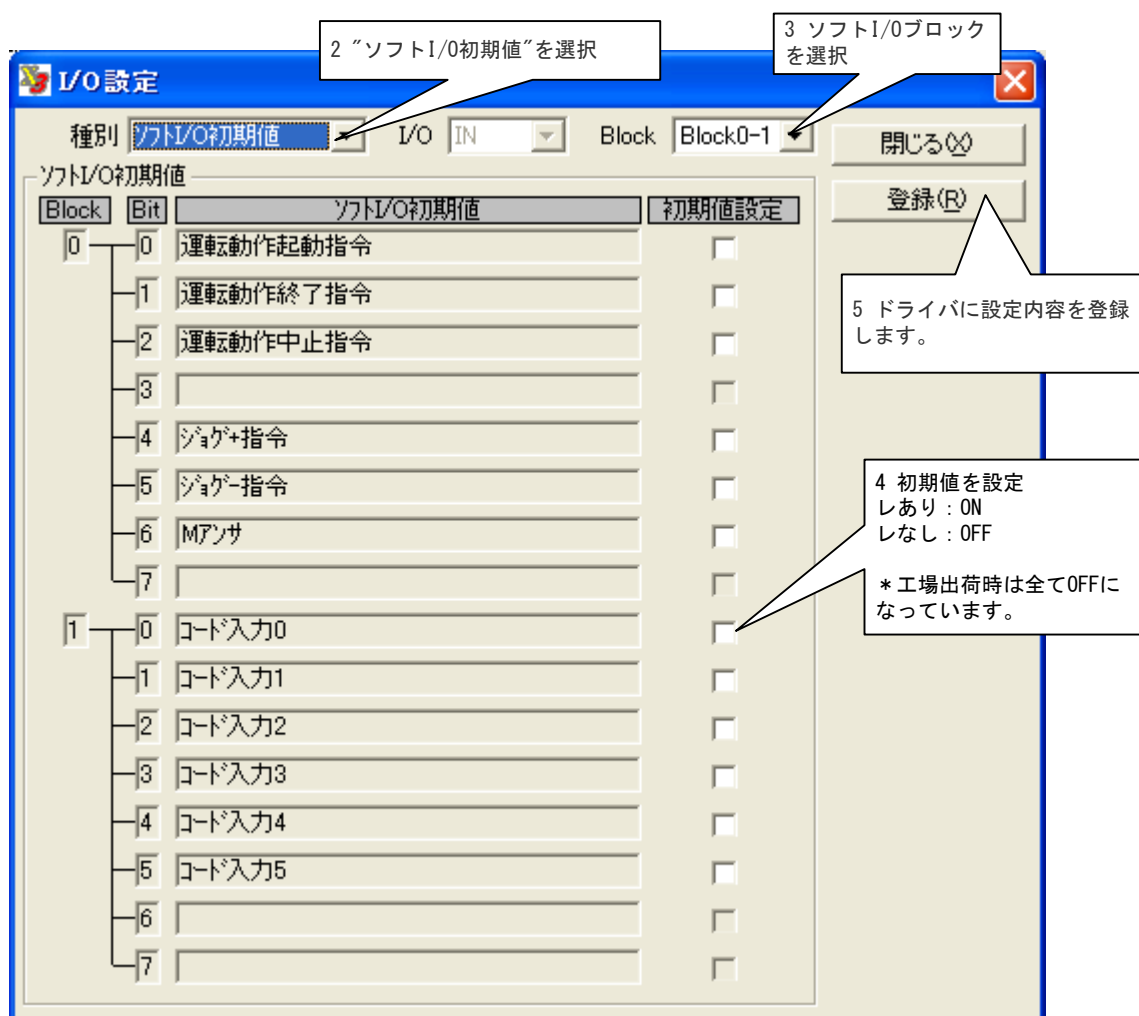 2 ″ソフトI/O初期値″を選択
3 ソフトI/Oブロック
を選択
I/O設定
種別 ｿﾌﾄI/O初期値 I/O IN Block Block0-1 閉じる(X)
ｿﾌﾄI/O初期値
登録(R)
Block Bit ｿﾌﾄI/O初期値 初期値設定
0 0 運転動作起動指令
1 運転動作終了指令
2 運転動作中止指令
3
4 ｼﾞｮｸﾞ+指令
5 ｼﾞｮｸﾞｰ指令
6 Mｱﾝｻ
7
1 0 ｺｰﾄﾞ入力0
1 ｺｰﾄﾞ入力1
2 ｺｰﾄﾞ入力2
3 ｺｰﾄﾞ入力3
4 ｺｰﾄﾞ入力4
5 ｺｰﾄﾞ入力5
6
7
5 ドライバに設定内容を登録
します。
4 初期値を設定
レあり：ON
レなし：OFF
＊工場出荷時は全てOFFに
なっています。